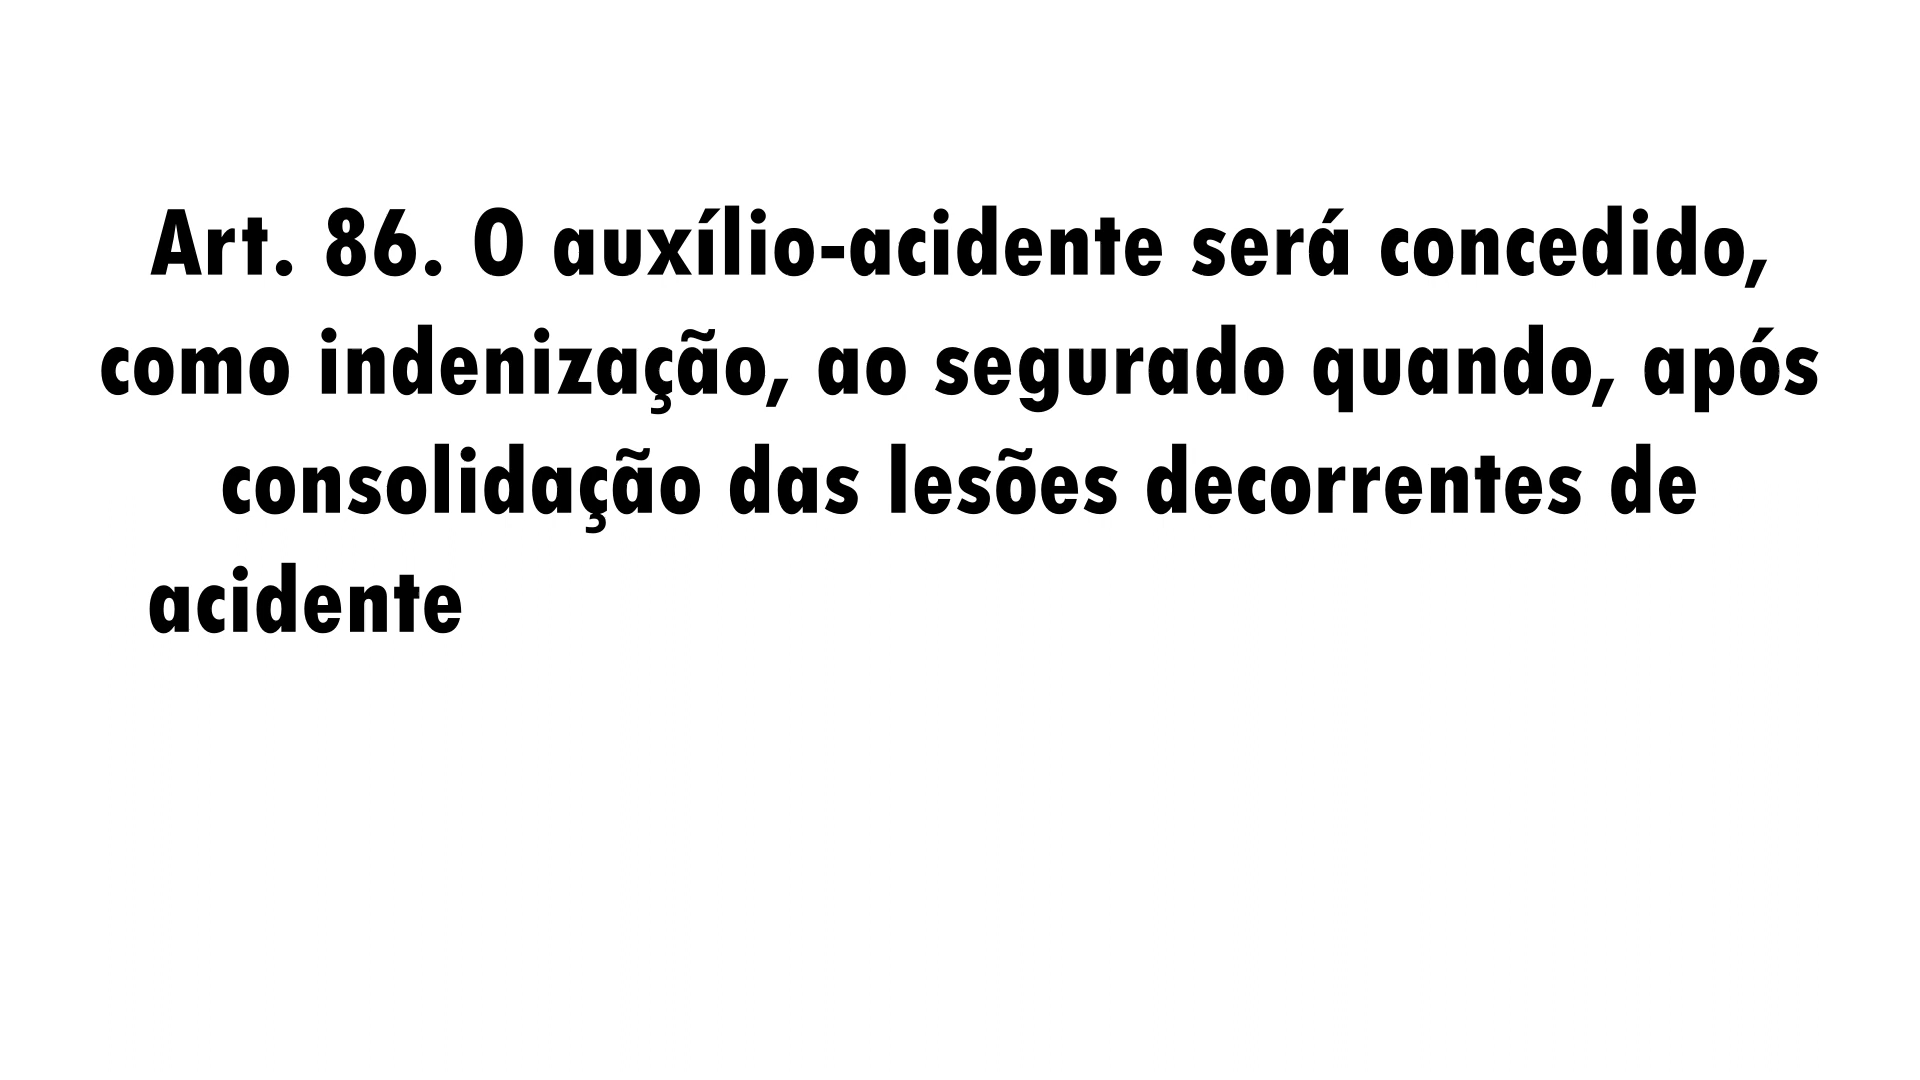 Art. 86. O auxílio-acidente será concedido,
como indenização, ao segurado quando, após
consolidação das lesões decorrentes de
acidente